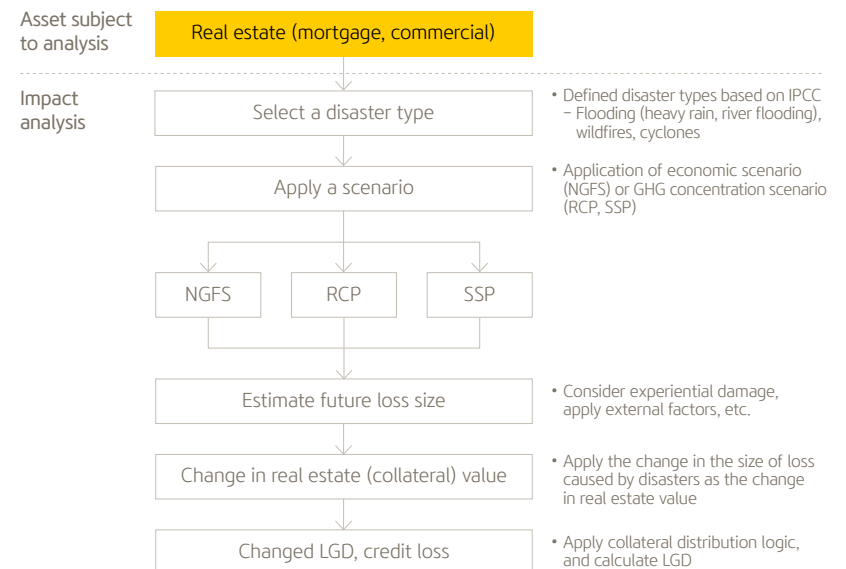 Asset subject
to analysis
Real estate (mortgage, commercial)
Impact
analysis
Select a disaster type
• Defined disaster types based on IPCC
– Flooding (heavy rain, river flooding),
wildfires, cyclones
Apply a scenario
• Application of economic scenario
(NGFS) or GHG concentration scenario
(RCP, SSP)
NGFS
RCP
SSP
Estimate future loss size
• Consider experiential damage,
apply external factors, etc.
Change in real estate (collateral) value
• Apply the change in the size of loss
caused by disasters as the change
in real estate value
Changed LGD, credit loss
• Apply collateral distribution logic,
and calculate LGD